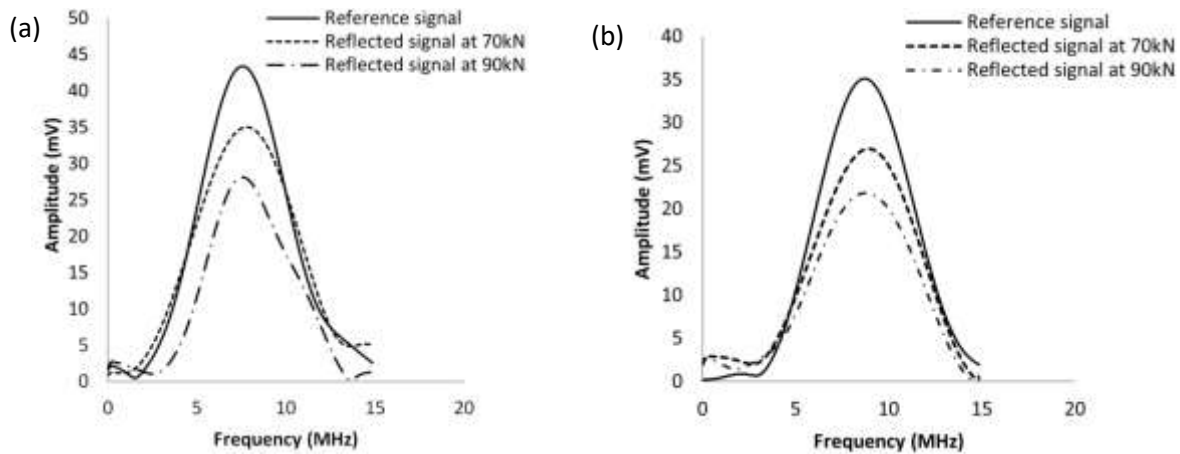 (a)
Reference signal
Reflected signal at 70kN
Reflected signal at 90kN
50
45
40
35
30
25
20
15
10
5
0
Amplitude (mV)
0 5 10 15 20
Frequency (MHz)
(b)
Reference signal
Reflected signal at 70kN
Reflected signal at 90kN
40
35
30
25
20
15
10
5
0
Amplitude (mV)
0 5 10 15 20
Frequency (MHz)